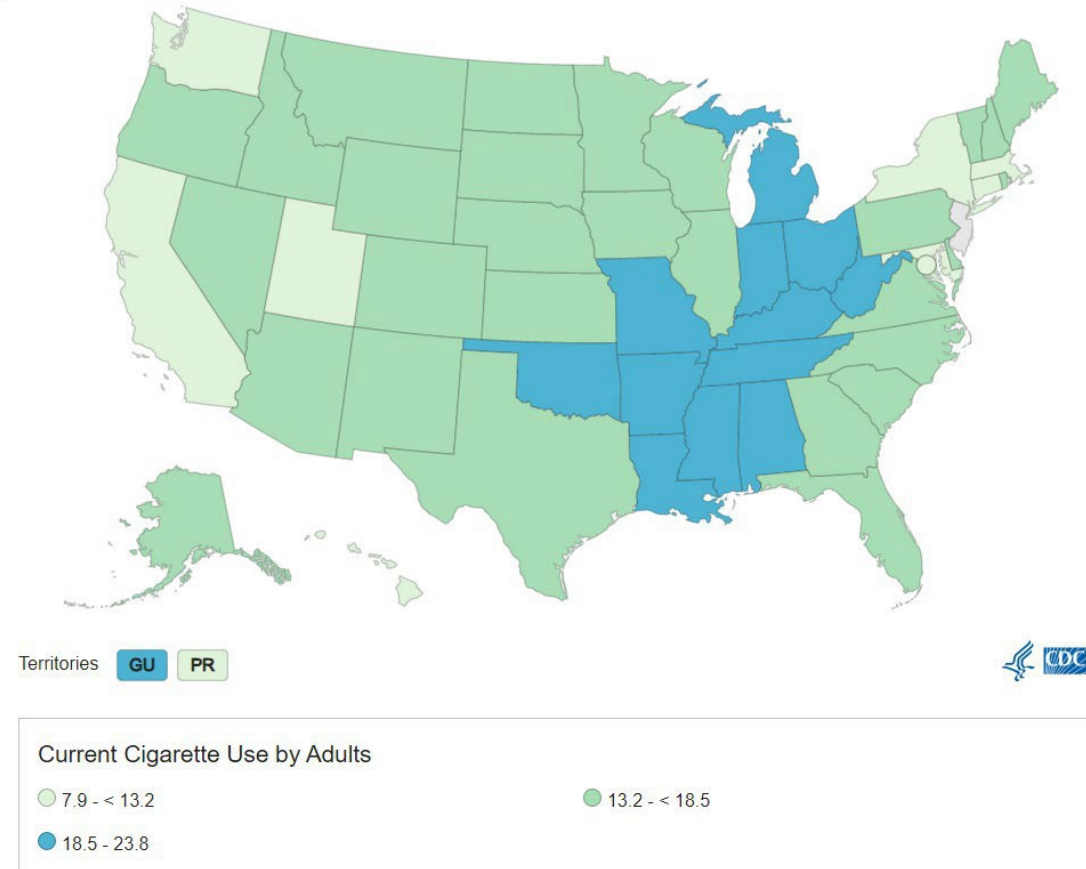 Territories GU PR
CDC
Current Cigarette Use by Adults
7.9 - < 13.2 13.2 - < 18.5
18.5 - 23.8